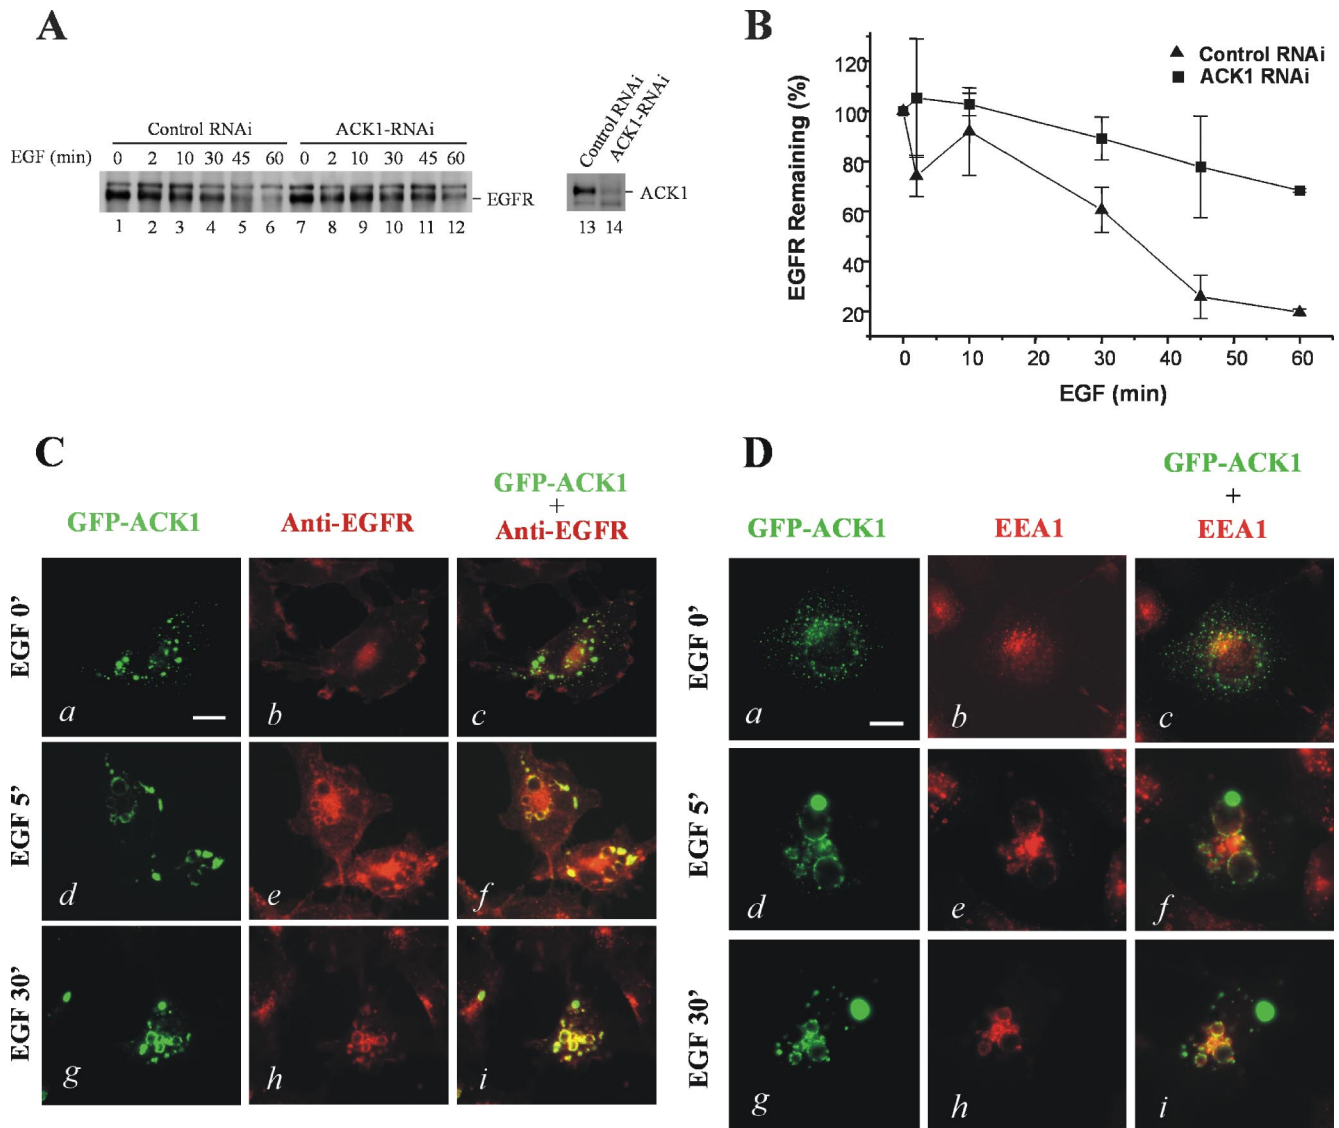 A
Control RNAi ACK1-RNAi
EGF (min) 0 2 10 30 45 60 0 2 10 30 45 60
EGFR
1 2 3 4 5 6 7 8 9 10 11 12
Control RNAi
ACK1-RNAi
ACK1
13 14
B
Control RNAi
ACK1 RNAi
EGFR Remaining (%)
120
100
80
60
40
20
0 10 20 30 40 50 60
EGF (min)
C
GFP-ACK1
Anti-EGFR
GFP-ACK1
+
Anti-EGFR
EGF 0'
a b c
EGF 5'
d e f
EGF 30'
g h i
D
GFP-ACK1
EEA1
GFP-ACK1
+
EEA1
EGF 0'
a b c
EGF 5'
d e f
EGF 30'
g h i